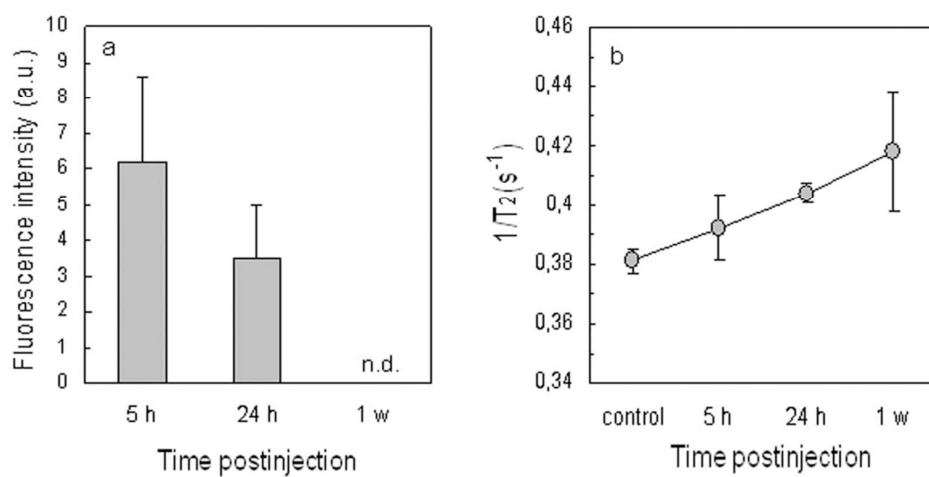 a
Fluorescence intensity (a.u.)
10
9
8
7
6
5
4
3
2
1
0
n.d.
5 h 24 h 1 w
Time postinjection
b
1/T2 (s-1)
0,46
0,44
0,42
0,4
0,38
0,36
0,34
control 5 h 24 h 1 w
Time postinjection